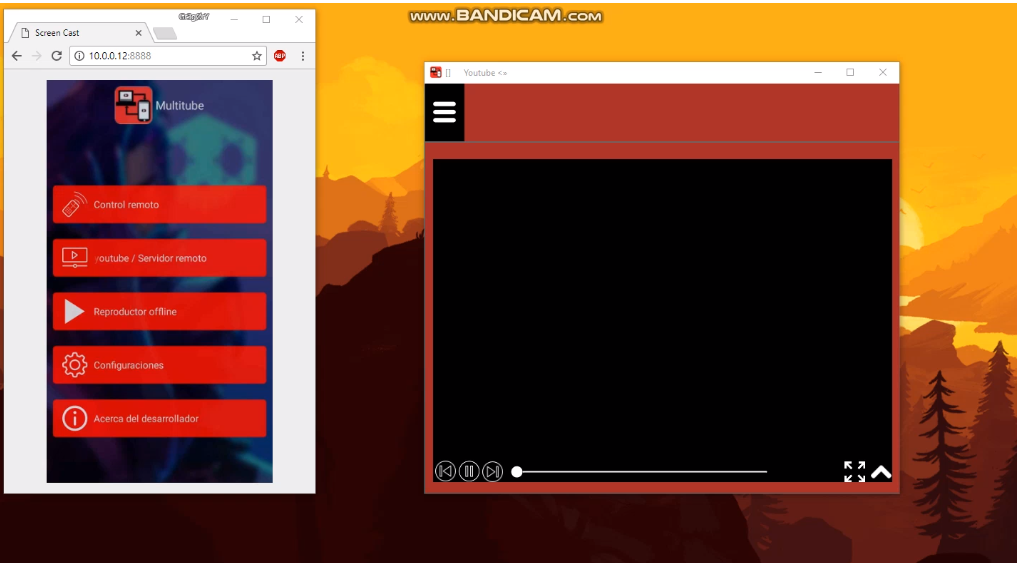 www.BANDICAM.com
Screen Cast
10.0.0.12:8888
ABP
Multitube
Control remoto
youtube / Servidor remoto
Reproductor offline
Configuraciones
Acerca del desarrollador
[] Youtube <»